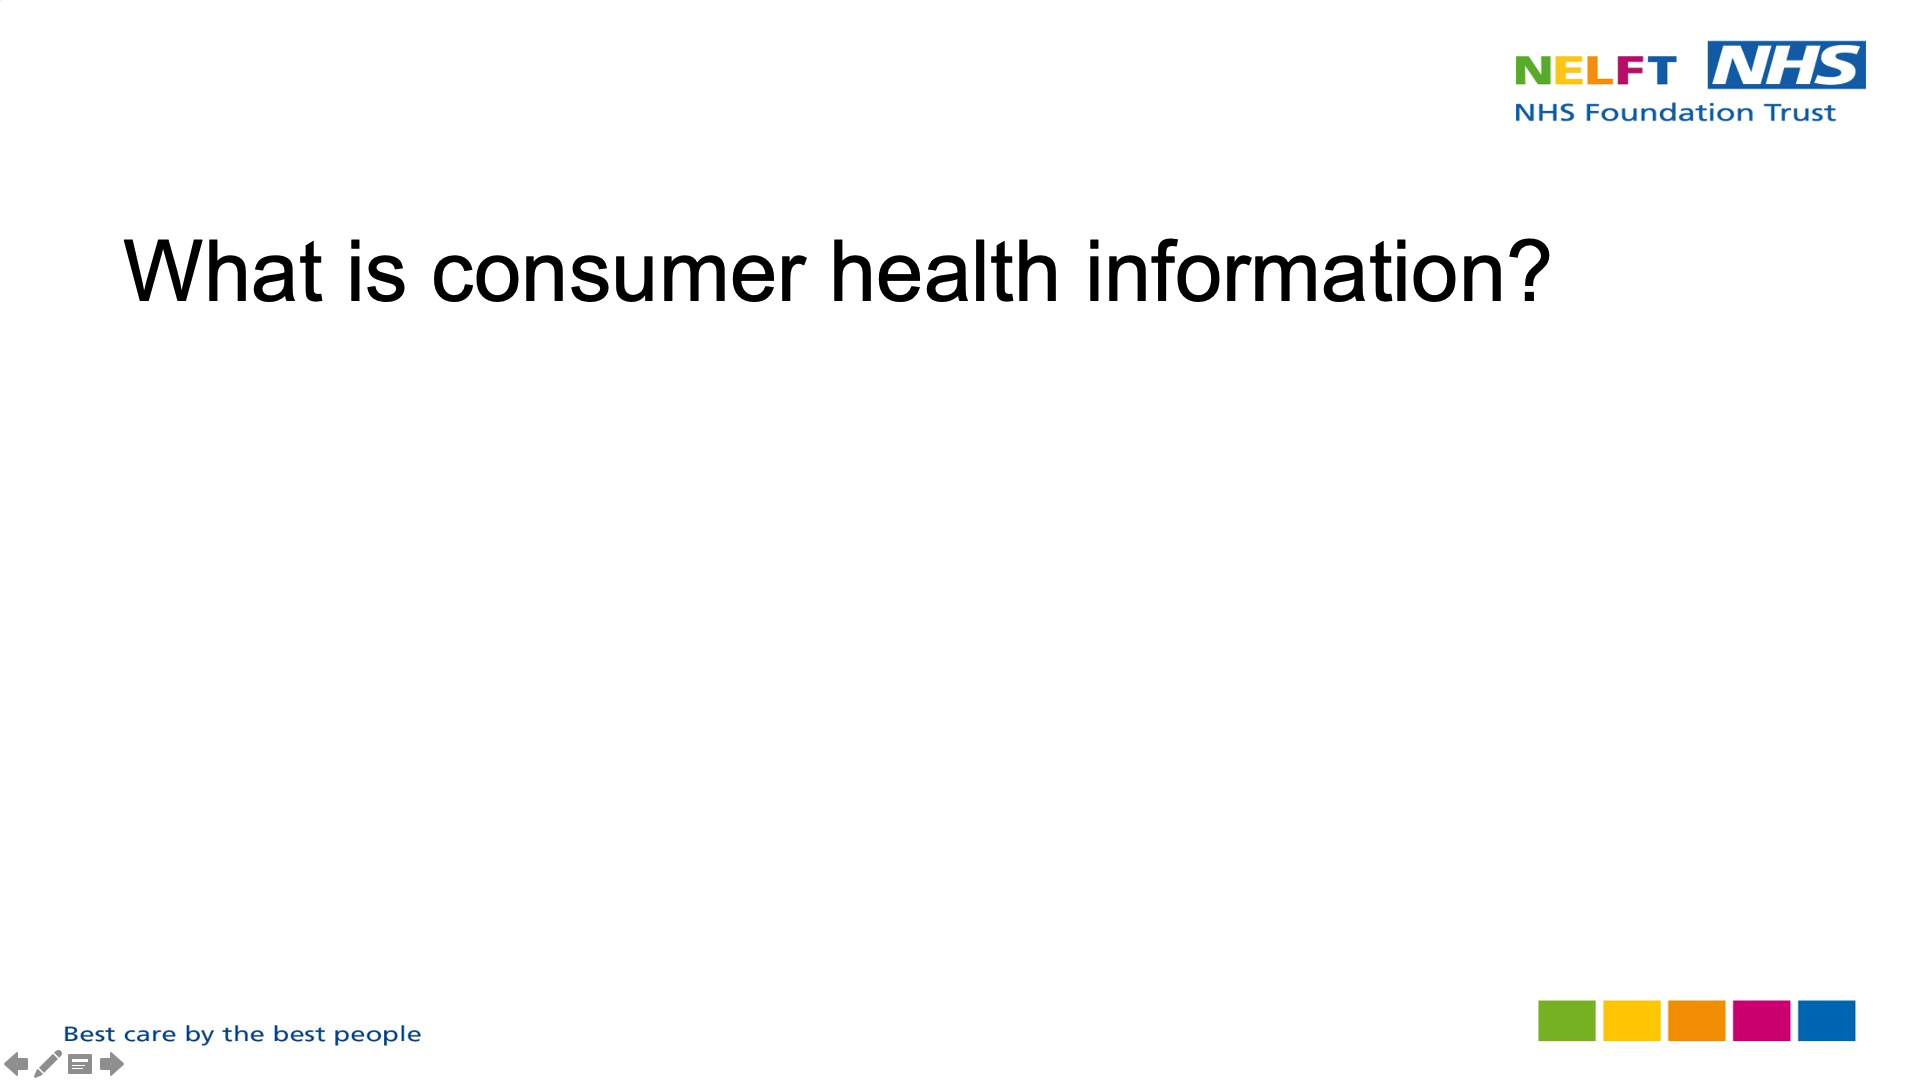 NELFT NHS
NHS Foundation Trust
What is consumer health information?
Best care by the best people